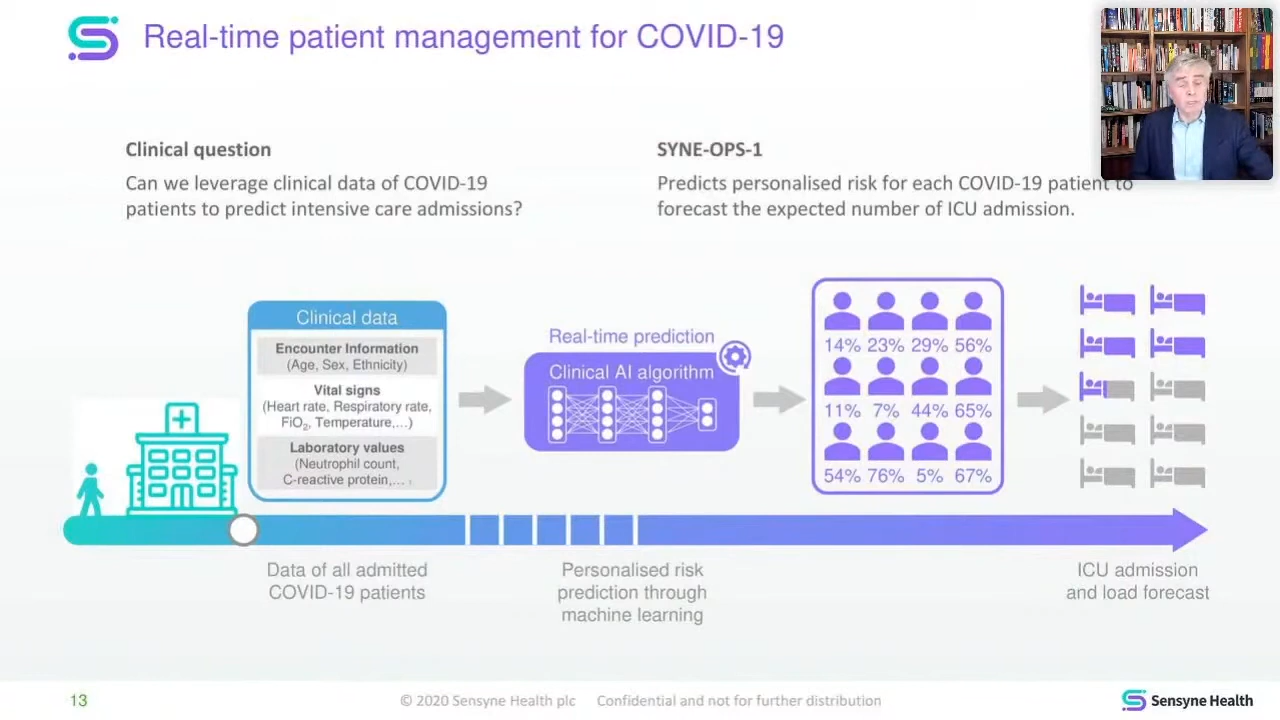 Real-time patient management for COVID-19
Clinical question
Can we leverage clinical data of COVID-19
patients to predict intensive care admissions?
SYNE-OPS-1
Predicts personalised risk for each COVID-19 patient to
forecast the expected number of ICU admission.
Clinical data
Encounter Information
(Age, Sex, Ethnicity)
Vital signs
(Heart rate, Respiratory rate,
FiO₂, Temperature,...)
Laboratory values
(Neutrophil count,
C-reactive protein,...
Real-time prediction
Clinical AI algorithm
14% 23% 29% 56%
11% 7% 44% 65%
54% 76% 5% 67%
Data of all admitted
COVID-19 patients
Personalised risk
prediction through
machine learning
ICU admission
and load forecast
13
© 2020 Sensyne Health plc Confidential and not for further distribution
Sensyne Health